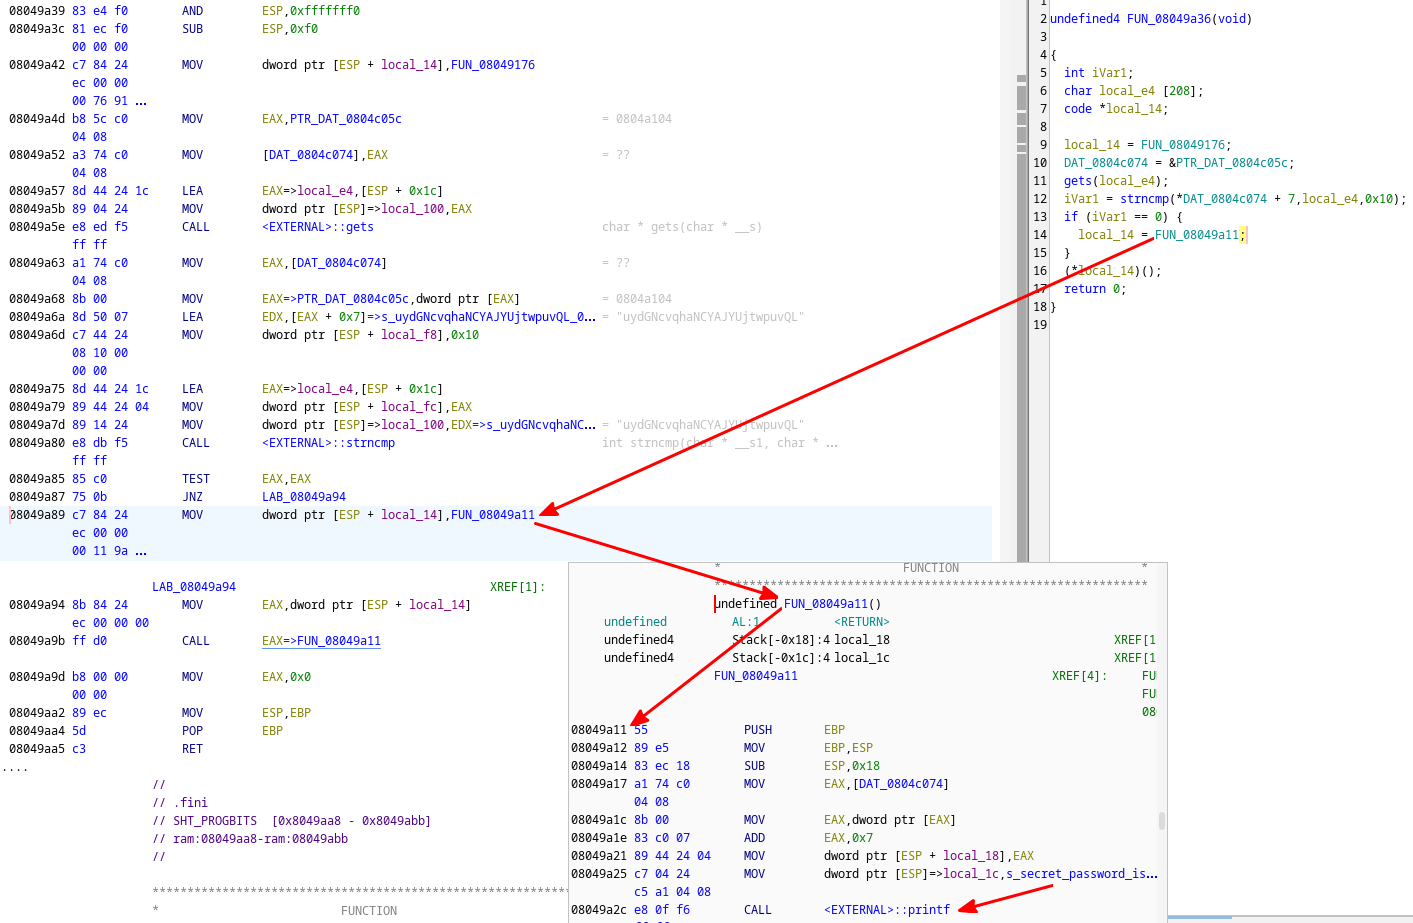 08049a39 83 e4 f0 AND ESP,0xfffffff0
08049a3c 81 ec f0 SUB ESP,0xf0
00 00 00
08049a42 c7 84 24 MOV dword ptr [ESP + local_14],FUN_08049176
ec 00 00
00 76 91 ...
08049a4d b8 5c c0 MOV EAX,PTR_DAT_0804c05c = 0804a104
04 08
08049a52 a3 74 c0 MOV [DAT_0804c074],EAX = ??
04 08
08049a57 8d 44 24 1c LEA EAX=>local_e4,[ESP + 0x1c]
08049a5b 89 04 24 MOV dword ptr [ESP]=>local_100,EAX
08049a5e e8 ed f5 CALL <EXTERNAL>::gets char * gets(char * __s)
ff ff
08049a63 a1 74 c0 MOV EAX,[DAT_0804c074] = ??
04 08
08049a68 8b 00 MOV EAX=>PTR_DAT_0804c05c,dword ptr [EAX] = 0804a104
08049a6a 8d 50 07 LEA EDX,[EAX + 0x7]=>s_uydGNcvqhaNCYAJYUjtwpuvQL_0... = "uydGNcvqhaNCYAJYUjtwpuvQL"
08049a6d c7 44 24 MOV dword ptr [ESP + local_f8],0x10
08 10 00
00 00
08049a75 8d 44 24 1c LEA EAX=>local_e4,[ESP + 0x1c]
08049a79 89 44 24 04 MOV dword ptr [ESP + local_fc],EAX
08049a7d 89 14 24 MOV dword ptr [ESP]=>local_100,EDX=>s_uydGNcvqhaNC... = "uydGNcvqhaNCYAJYUjtwpuvQL"
08049a80 e8 db f5 CALL <EXTERNAL>::strncmp int strncmp(char * __s1, char * ...
ff ff
08049a85 85 c0 TEST EAX,EAX
08049a87 75 0b JNZ LAB_08049a94
08049a89 c7 84 24 MOV dword ptr [ESP + local_14],FUN_08049a11
ec 00 00
00 11 9a ...
LAB_08049a94 XREF[1]:
08049a94 8b 84 24 MOV EAX,dword ptr [ESP + local_14]
ec 00 00 00
08049a9b ff d0 CALL EAX=>FUN_08049a11
08049a9d b8 00 00 MOV EAX,0x0
00 00
08049aa2 89 ec MOV ESP,EBP
08049aa4 5d POP EBP
08049aa5 c3 RET
....
//
// .fini
// SHT_PROGBITS [0x8049aa8 - 0x8049abb]
// ram:08049aa8-ram:08049abb
//
***********************************************************
* FUNCTION
1
2 undefined4 FUN_08049a36(void)
3
4 {
5 int iVar1;
6 char local_e4 [208];
7 code *local_14;
8
9 local_14 = FUN_08049176;
10 DAT_0804c074 = &PTR_DAT_0804c05c;
11 gets(local_e4);
12 iVar1 = strncmp(*DAT_0804c074 + 7,local_e4,0x10);
13 if (iVar1 == 0) {
14 local_14 = FUN_08049a11;
15 }
16 (*local_14)();
17 return 0;
18 }
19
* FUNCTION *
**************************************************************
undefined FUN_08049a11()
undefined AL:1 <RETURN>
undefined4 Stack[-0x18]:4 local_18 XREF[1
undefined4 Stack[-0x1c]:4 local_1c XREF[1
FUN_08049a11 XREF[4]: FU
FU
08
08049a11 55 PUSH EBP
08049a12 89 e5 MOV EBP,ESP
08049a14 83 ec 18 SUB ESP,0x18
08049a17 a1 74 c0 MOV EAX,[DAT_0804c074]
04 08
08049a1c 8b 00 MOV EAX,dword ptr [EAX]
08049a1e 83 c0 07 ADD EAX,0x7
08049a21 89 44 24 04 MOV dword ptr [ESP + local_18],EAX
08049a25 c7 04 24 MOV dword ptr [ESP]=>local_1c,s_secret_password_is...
c5 a1 04 08
08049a2c e8 0f f6 CALL <EXTERNAL>::printf